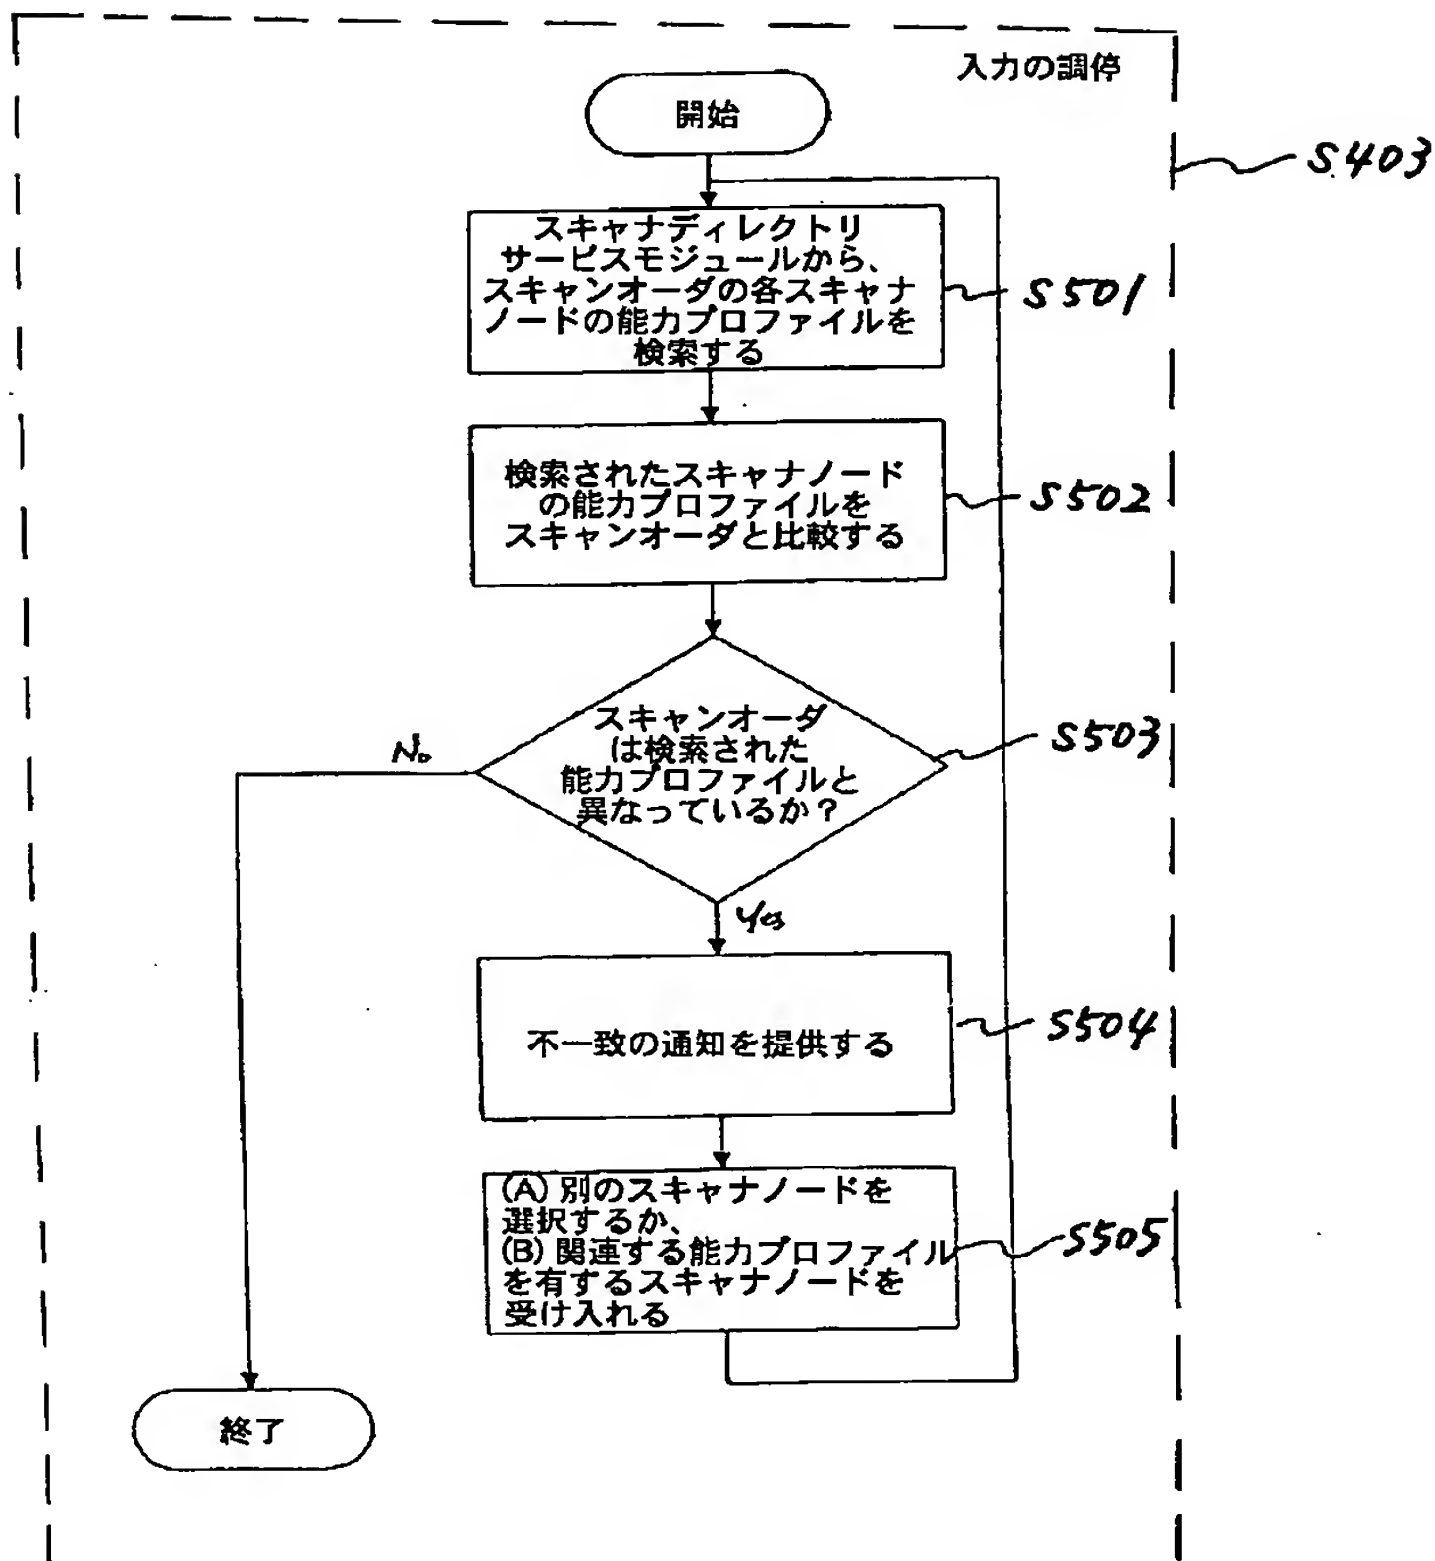 入力の調停
開始
S403
スキャナディレクトリ
サービスモジュールから、
スキャンオーダの各スキャナ
ノードの能力プロファイルを
検索する
S501
検索されたスキャナノード
の能力プロファイルを
スキャンオーダと比較する
S502
スキャンオーダ
は検索された
能力プロファイルと
異なっているか？
S503
No
Yes
不一致の通知を提供する
S504
(A) 別のスキャナノードを
選択するか、
(B) 関連する能力プロファイル
を有するスキャナノードを
受け入れる
S505
終了